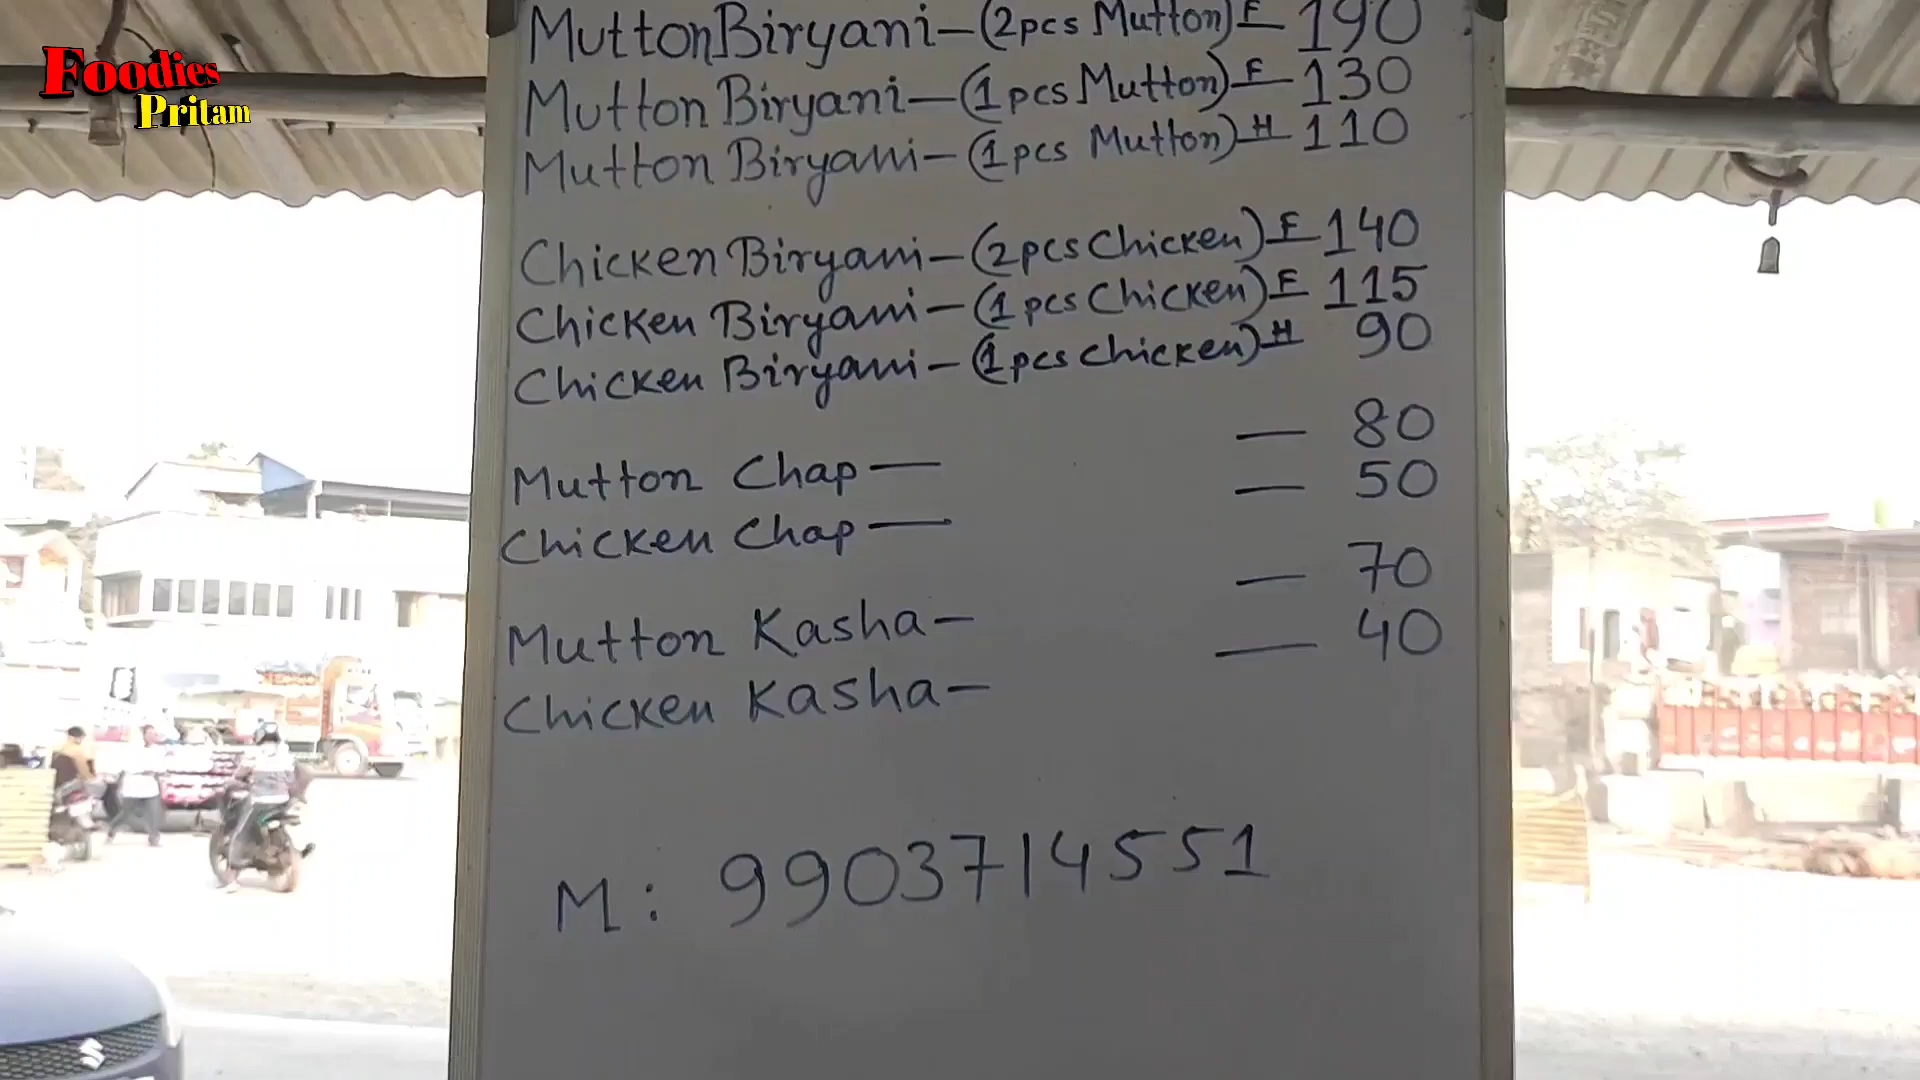 Foodies
Pritam
Mutton Biryani - (2pcs Mutton) F - 190
Mutton Biryani - (1pcs Mutton) F - 130
Mutton Biryani - (1pcs Mutton) H - 110
Chicken Biryani - (2pcs Chicken) F - 140
Chicken Biryani - (1pcs Chicken) F - 115
Chicken Biryani - (1pcs Chicken) H - 90
Mutton Chap — — 80
Chicken Chap — — 50
Mutton Kasha - — 70
Chicken Kasha - — 40
M: 9903714551